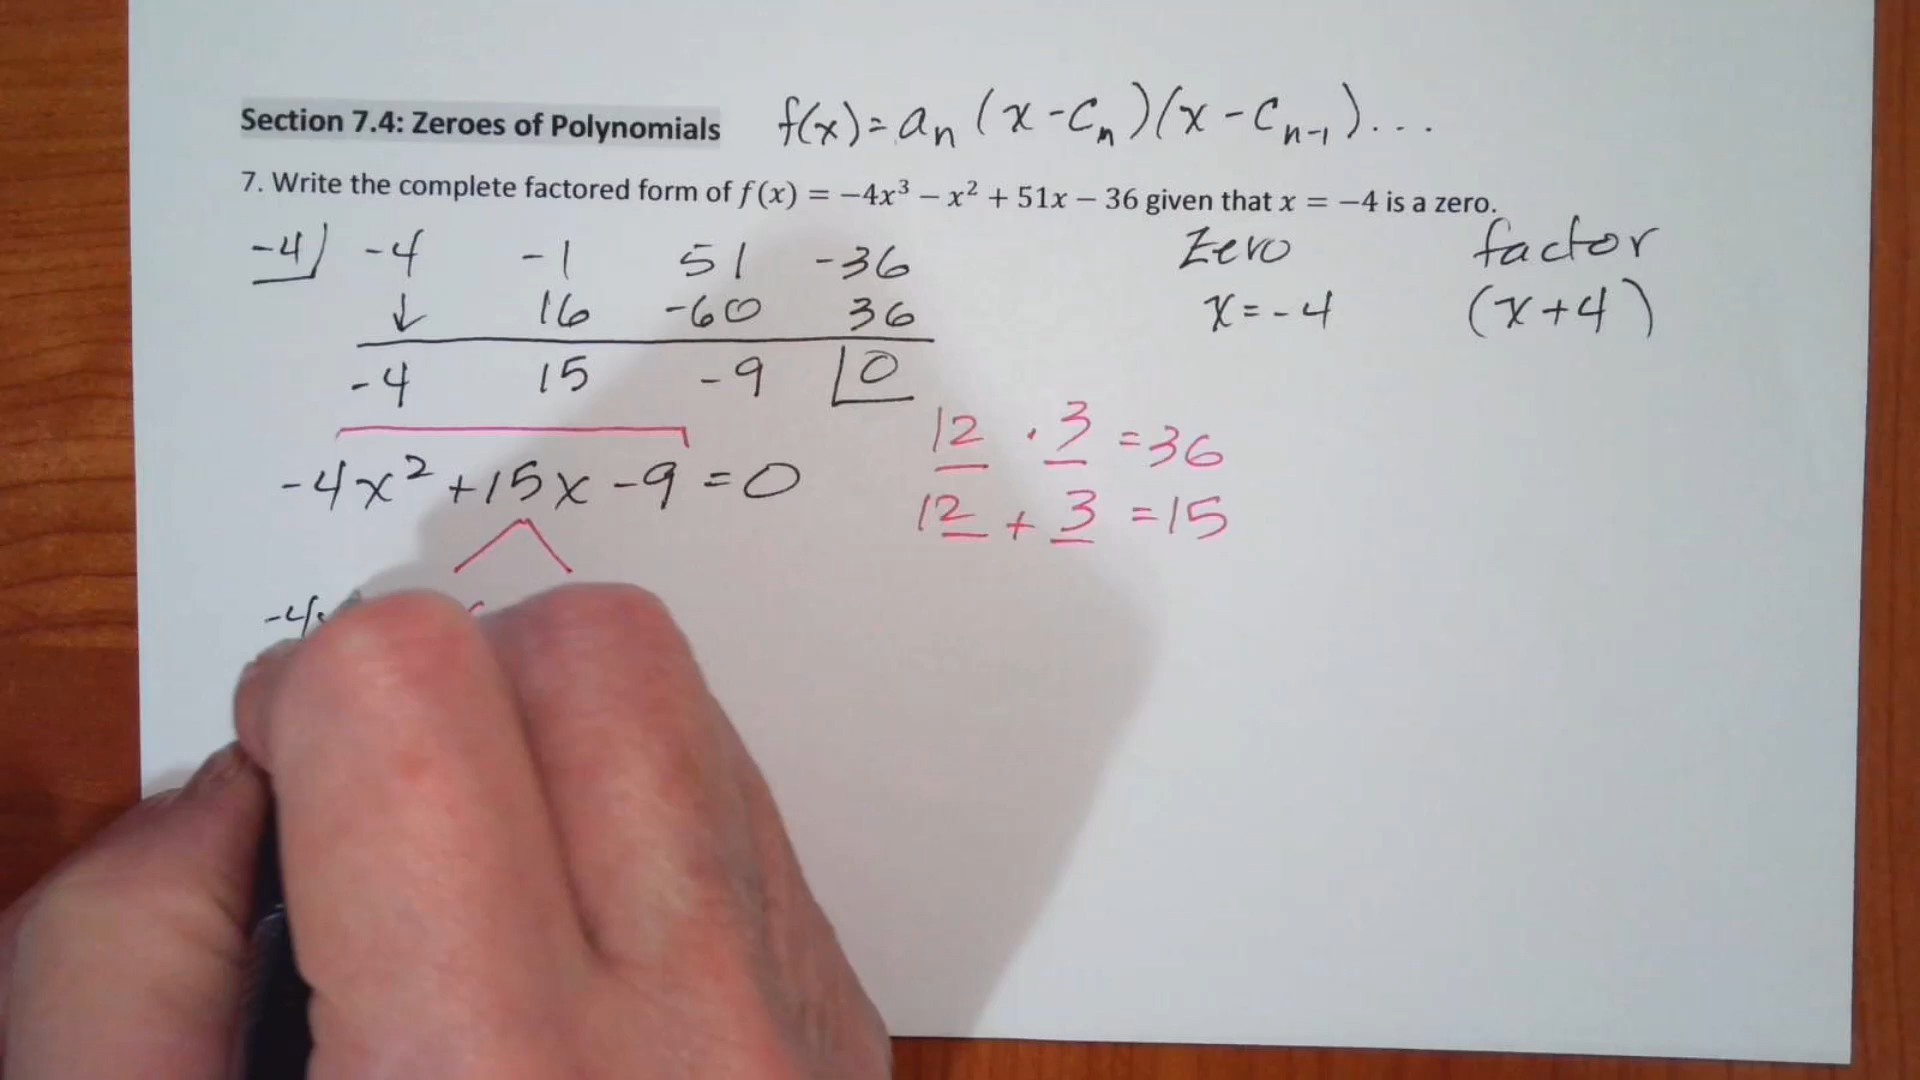 Section 7.4: Zeroes of Polynomials f(x) = aₙ (x - cₙ)(x - cₙ₋₁)...
7. Write the complete factored form of f(x) = −4x³ − x² + 51x − 36 given that x = −4 is a zero.
Zero factor
-4) -4 -1 51 -36
↓ 16 -60 36 x = -4 (x+4)
-4 15 -9 0
12 · 3 = 36
-4x² + 15x - 9 = 0
12 + 3 = 15